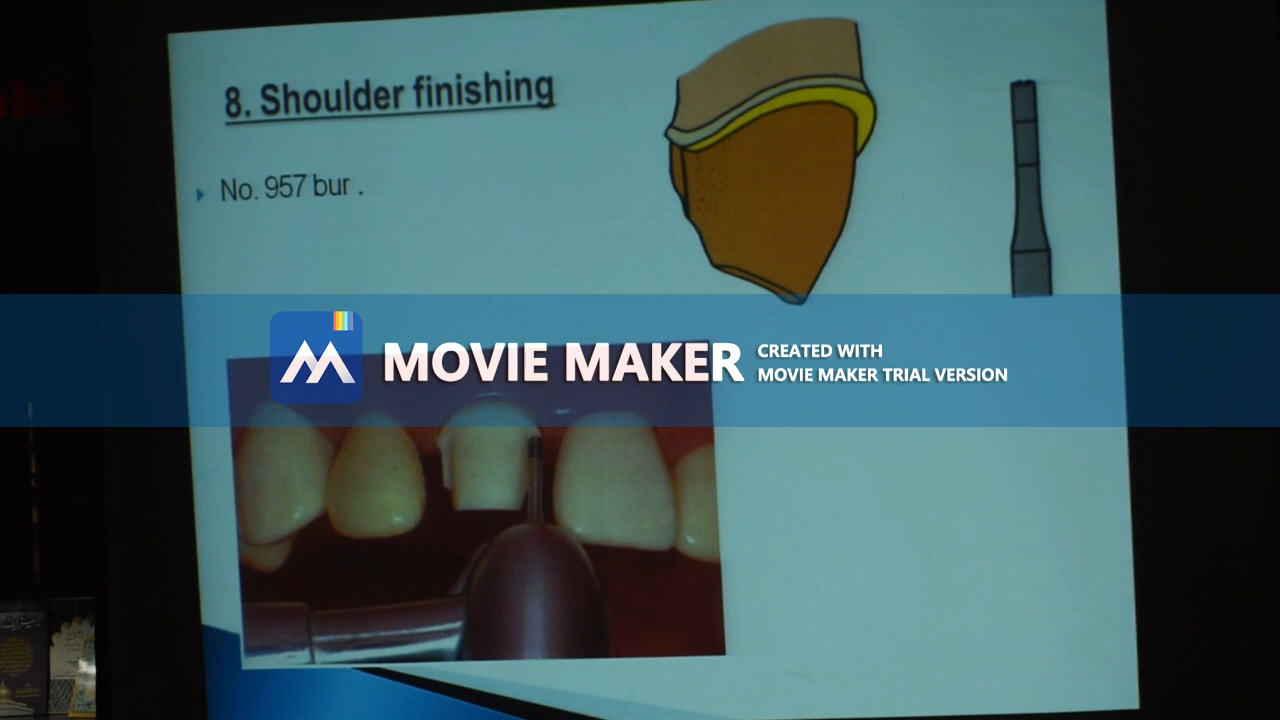 8. Shoulder finishing
No. 957 bur .
MOVIE MAKER
CREATED WITH
MOVIE MAKER TRIAL VERSION